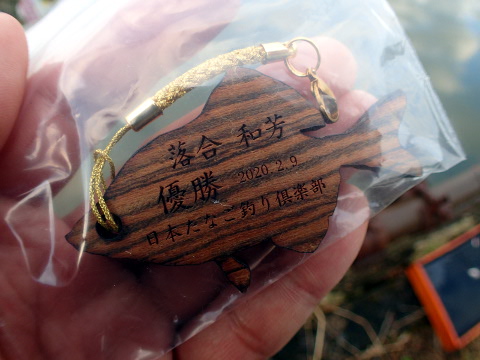 落合 和芳
優勝 2020.2.9
日本たなご釣り倶楽部